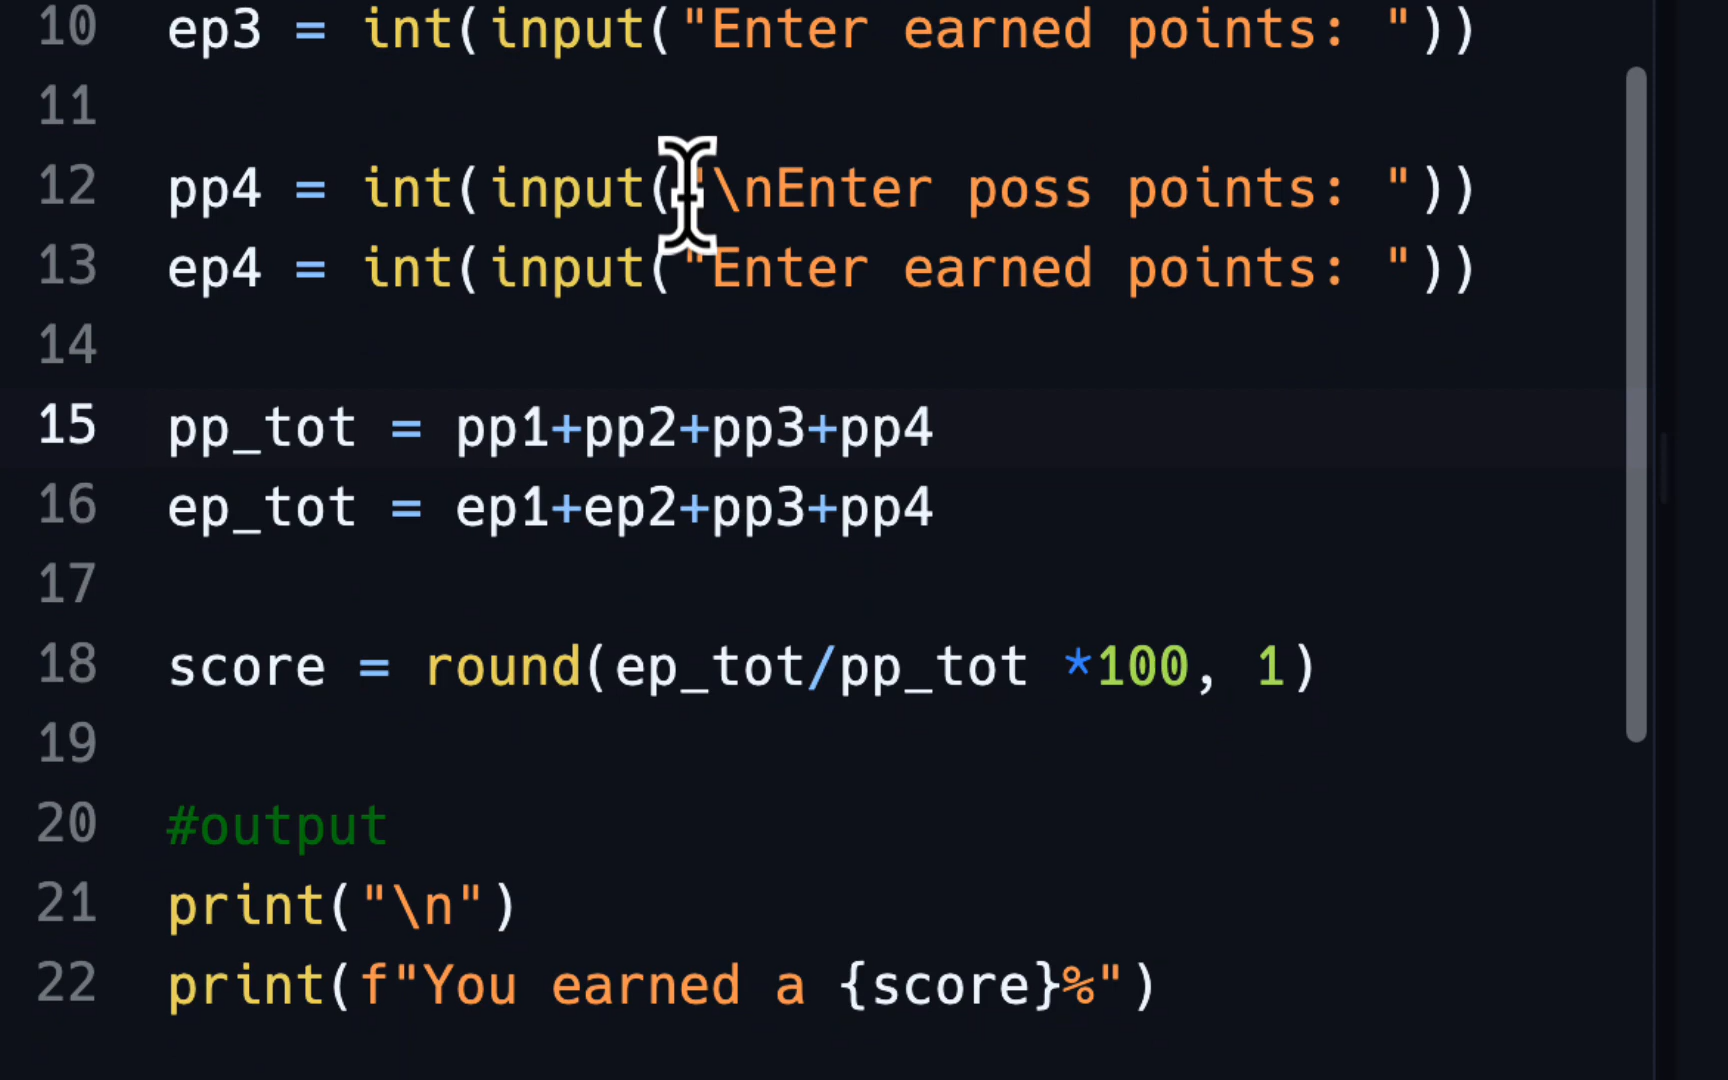 10 ep3 = int(input("Enter earned points: "))
11
12 pp4 = int(input("\nEnter poss points: "))
13 ep4 = int(input("Enter earned points: "))
14
15 pp_tot = pp1+pp2+pp3+pp4
16 ep_tot = ep1+ep2+pp3+pp4
17
18 score = round(ep_tot/pp_tot *100, 1)
19
20 #output
21 print("\n")
22 print(f"You earned a {score}%")